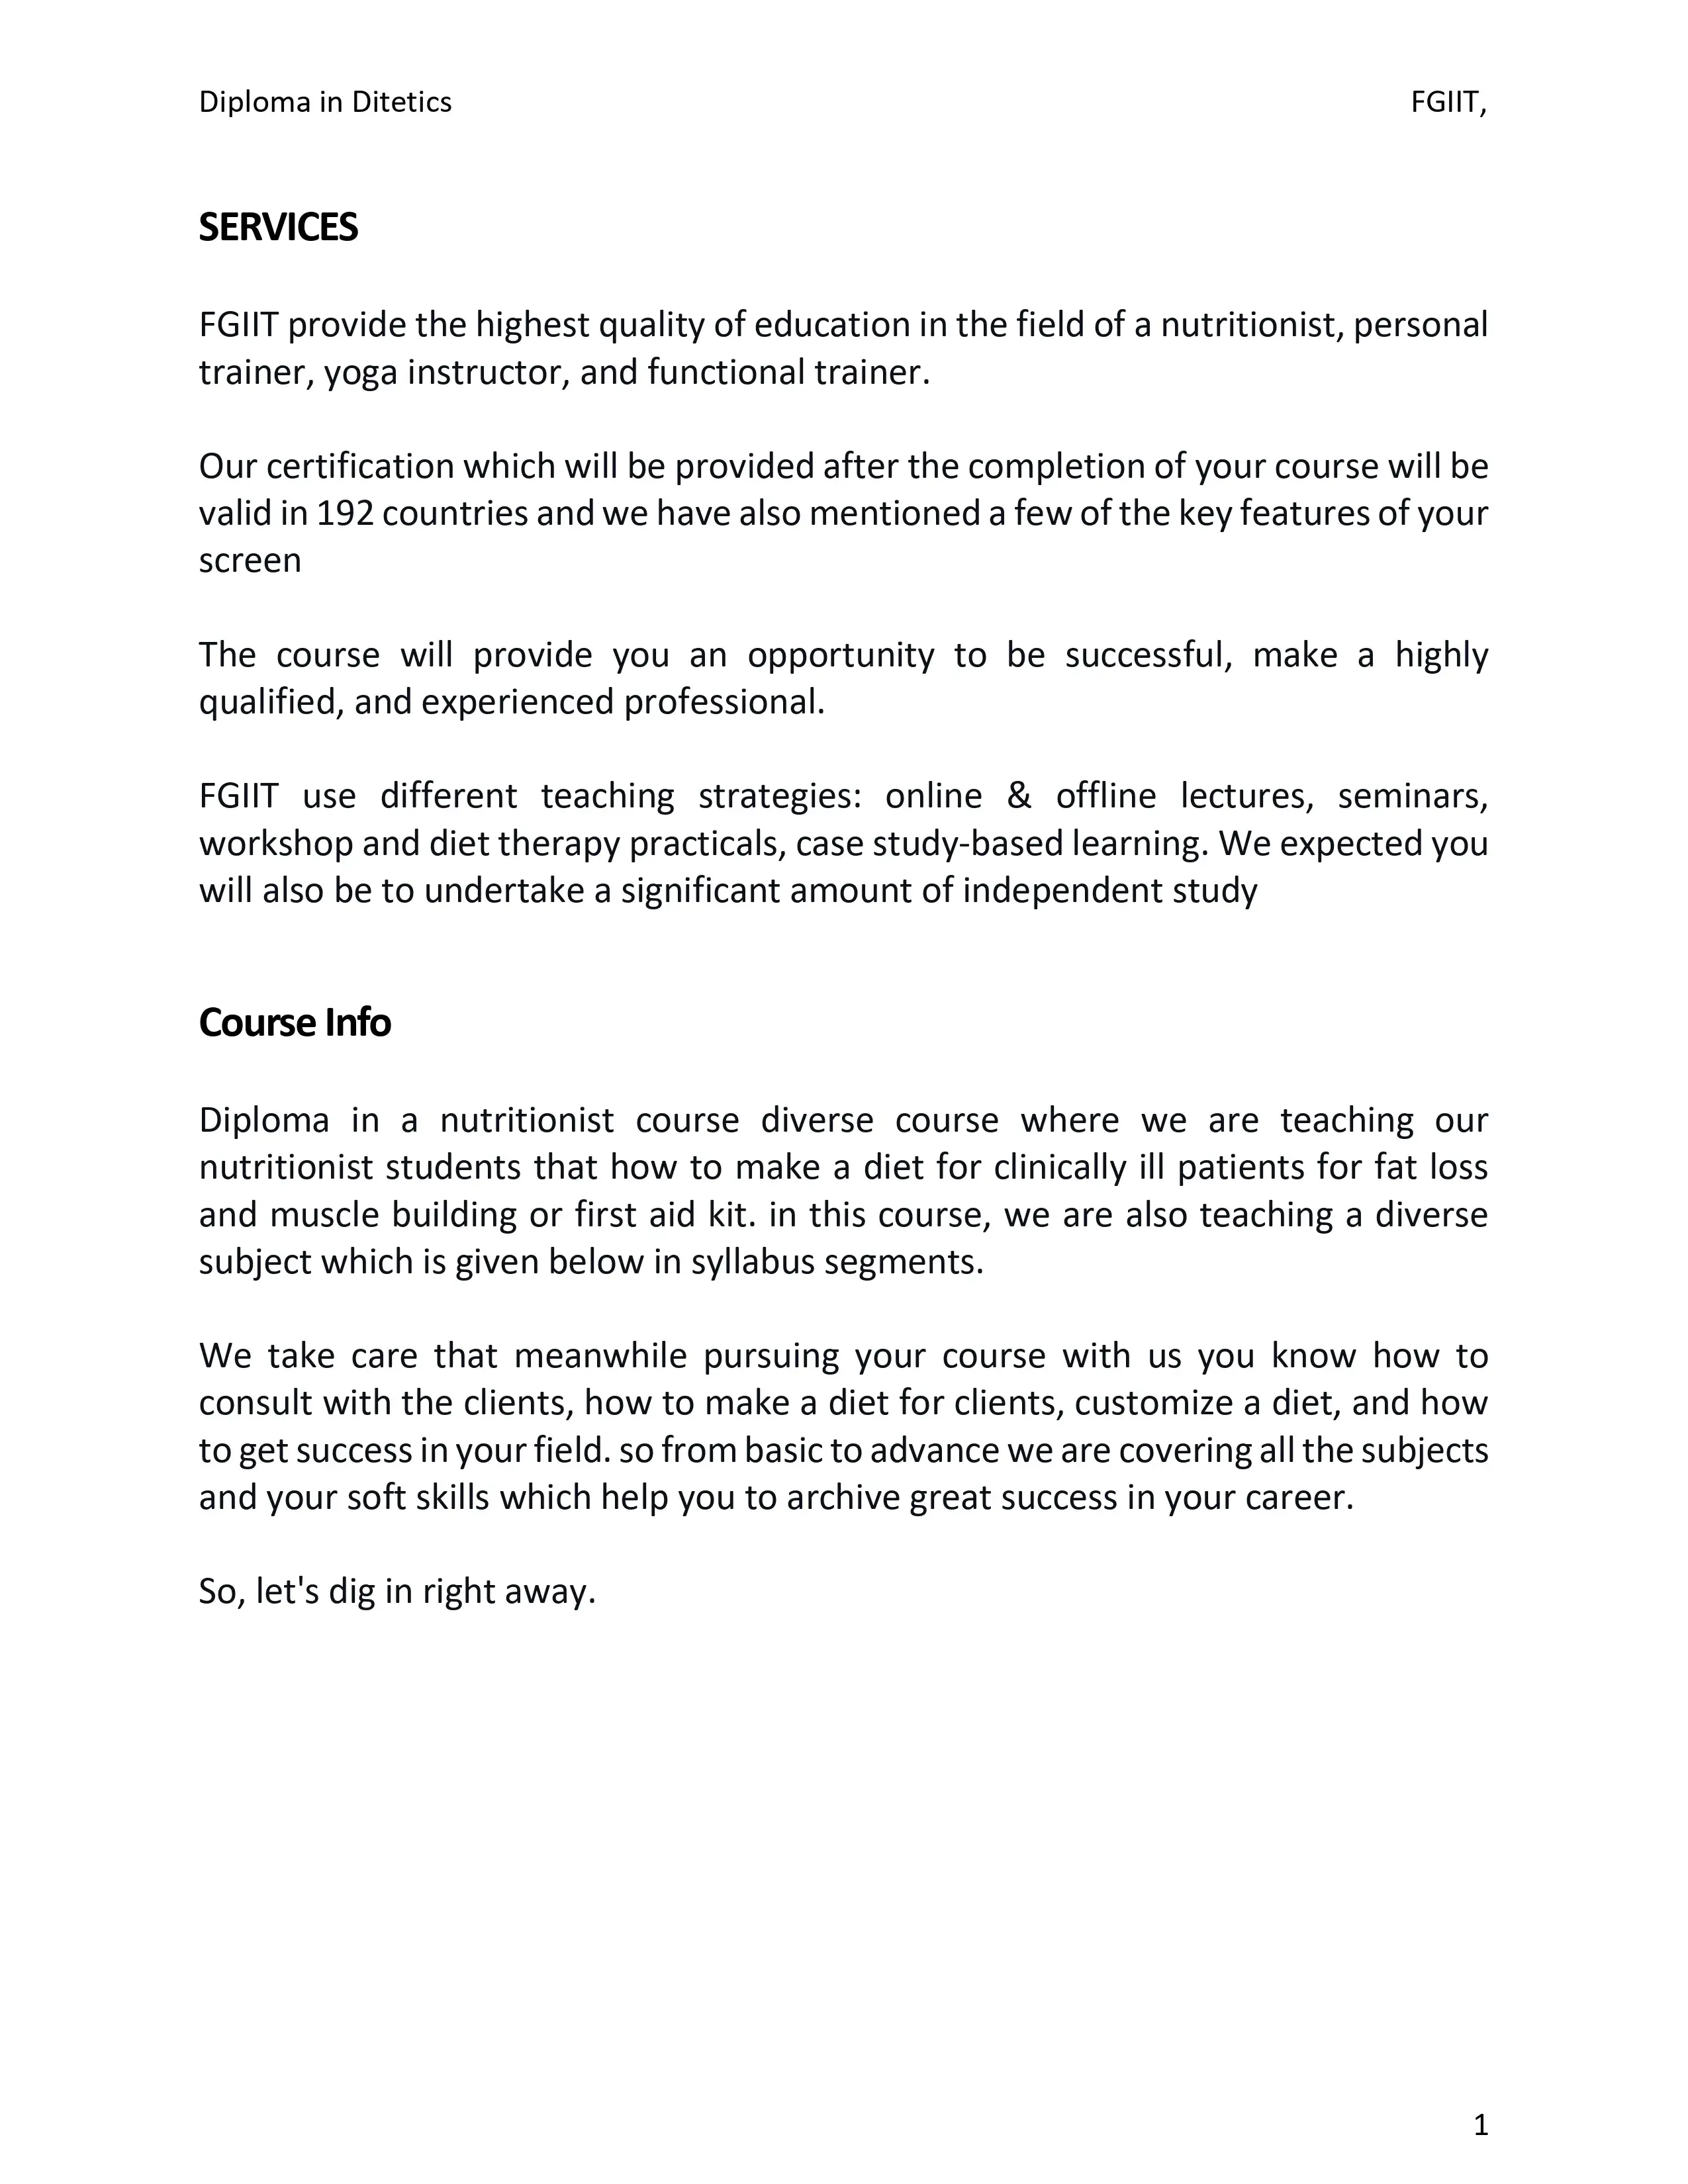 Diploma in Ditetics FGIIT,
SERVICES
FGIIT provide the highest quality of education in the field of a nutritionist, personal
trainer, yoga instructor, and functional trainer.
Our certification which will be provided after the completion of your course will be
valid in 192 countries and we have also mentioned a few of the key features of your
screen
The course will provide you an opportunity to be successful, make a highly
qualified, and experienced professional.
FGIIT use different teaching strategies: online & offline lectures, seminars,
workshop and diet therapy practicals, case study-based learning. We expected you
will also be to undertake a significant amount of independent study
Course Info
Diploma in a nutritionist course diverse course where we are teaching our
nutritionist students that how to make a diet for clinically ill patients for fat loss
and muscle building or first aid kit. in this course, we are also teaching a diverse
subject which is given below in syllabus segments.
We take care that meanwhile pursuing your course with us you know how to
consult with the clients, how to make a diet for clients, customize a diet, and how
to get success in your field. so from basic to advance we are covering all the subjects
and your soft skills which help you to archive great success in your career.
So, let's dig in right away.
1